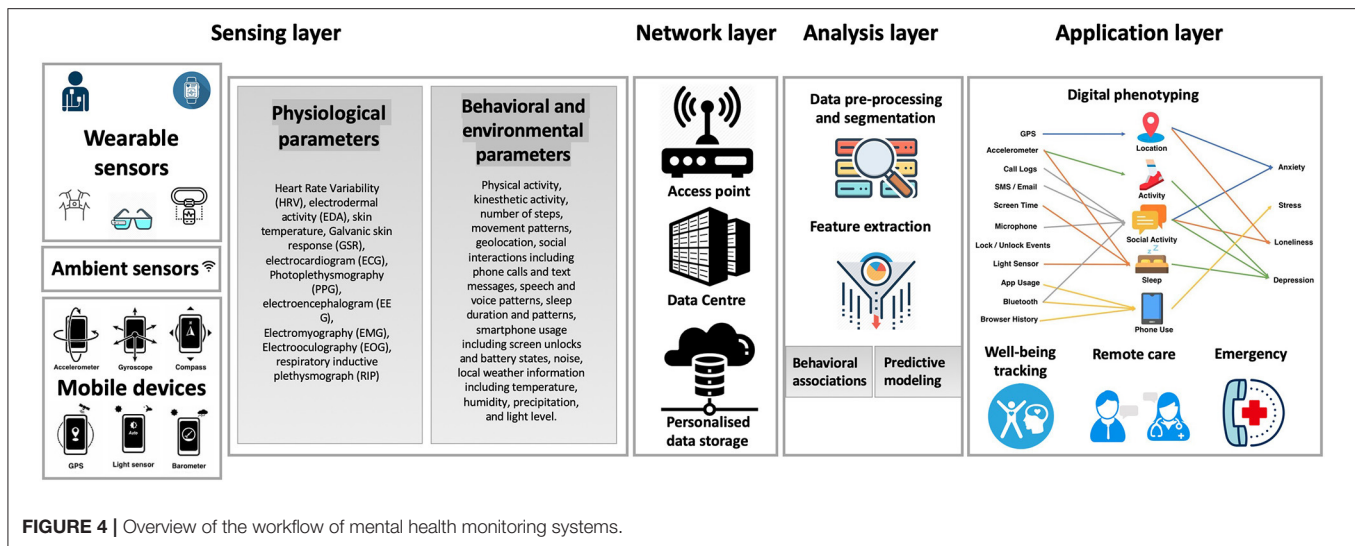 Sensing layer
Network layer
Analysis layer
Application layer
Wearable
sensors
Ambient sensors
Accelerometer
Gyroscope
Compass
Mobile devices
GPS
Auto
Light sensor
Barometer
Physiological
parameters
Heart Rate Variability
(HRV), electrodermal
activity (EDA), skin
temperature, Galvanic skin
response (GSR),
electrocardiogram (ECG),
Photoplethysmography
(PPG),
electroencephalogram (EE
G),
Electromyography (EMG),
Electrooculography (EOG),
respiratory inductive
plethysmograph (RIP)
Behavioral and
environmental
parameters
Physical activity,
kinesthetic activity,
number of steps,
movement patterns,
geolocation, social
interactions including
phone calls and text
messages, speech and
voice patterns, sleep
duration and patterns,
smartphone usage
including screen unlocks
and battery states, noise,
local weather information
including temperature,
humidity, precipitation,
and light level.
Access point
Data Centre
Personalised
data storage
Data pre-processing
and segmentation
Feature extraction
Behavioral
associations
Predictive
modeling
Digital phenotyping
GPS
Accelerometer
Call Logs
SMS / Email
Screen Time
Microphone
Lock / Unlock Events
Light Sensor
App Usage
Bluetooth
Browser History
Location
Activity
Social Activity
Sleep
Phone Use
Anxiety
Stress
Loneliness
Depression
Well-being
tracking
Remote care
Emergency
FIGURE 4 | Overview of the workflow of mental health monitoring systems.